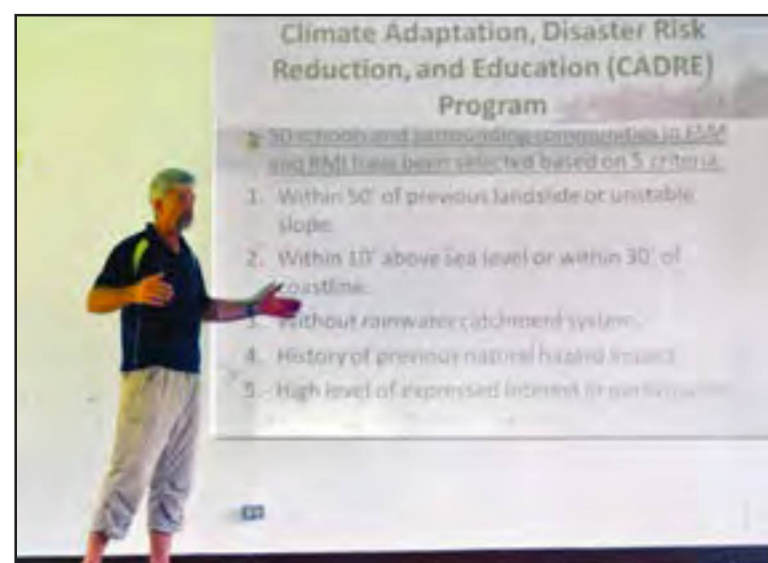 Climate Adaptation, Disaster Risk
Reduction, and Education (CADRE)
Program
50 schools and surrounding communities in FSM
and RMI have been selected based on 5 criteria.
1. Within 50' of previous landslide or unstable
slope.
2. Within 10' above sea level or within 30' of
coastline.
3. Without rainwater catchment system.
4. History of previous natural hazard impact
5. High level of expressed interest in